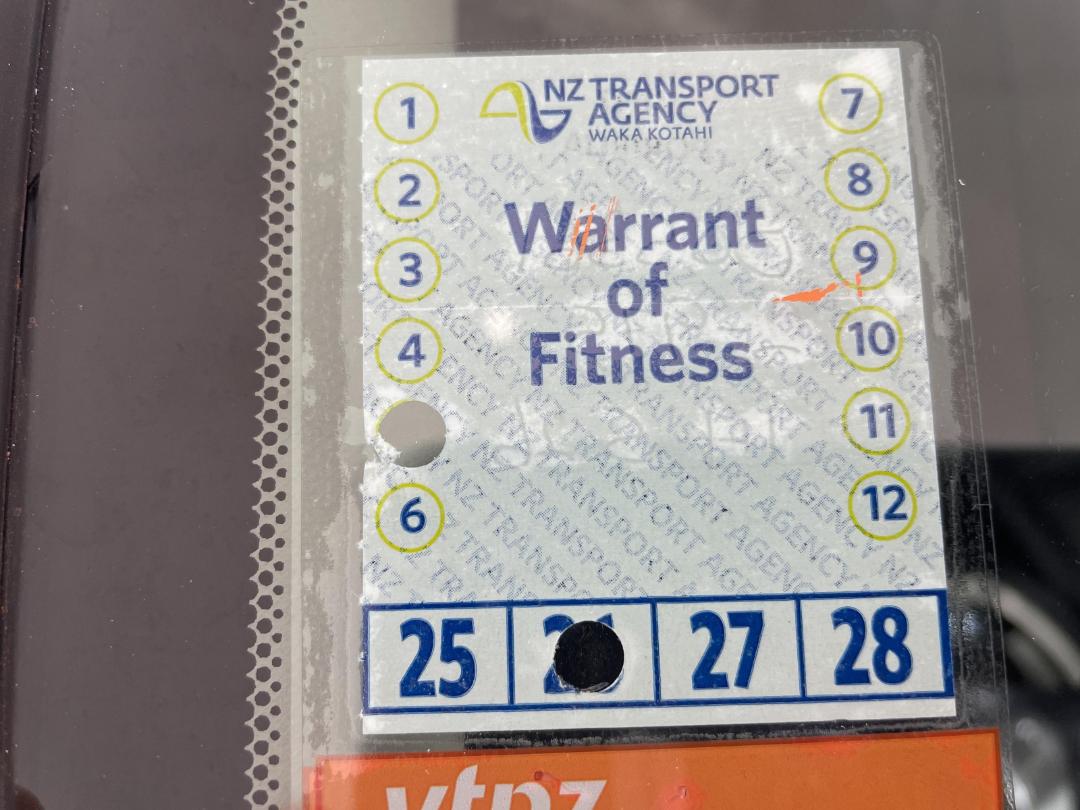 NZ TRANSPORT
AGENCY
WAKA KOTAHI
Warrant
of
Fitness
1
2
3
4
6
7
8
9
10
11
12
25
27
28
vtnz